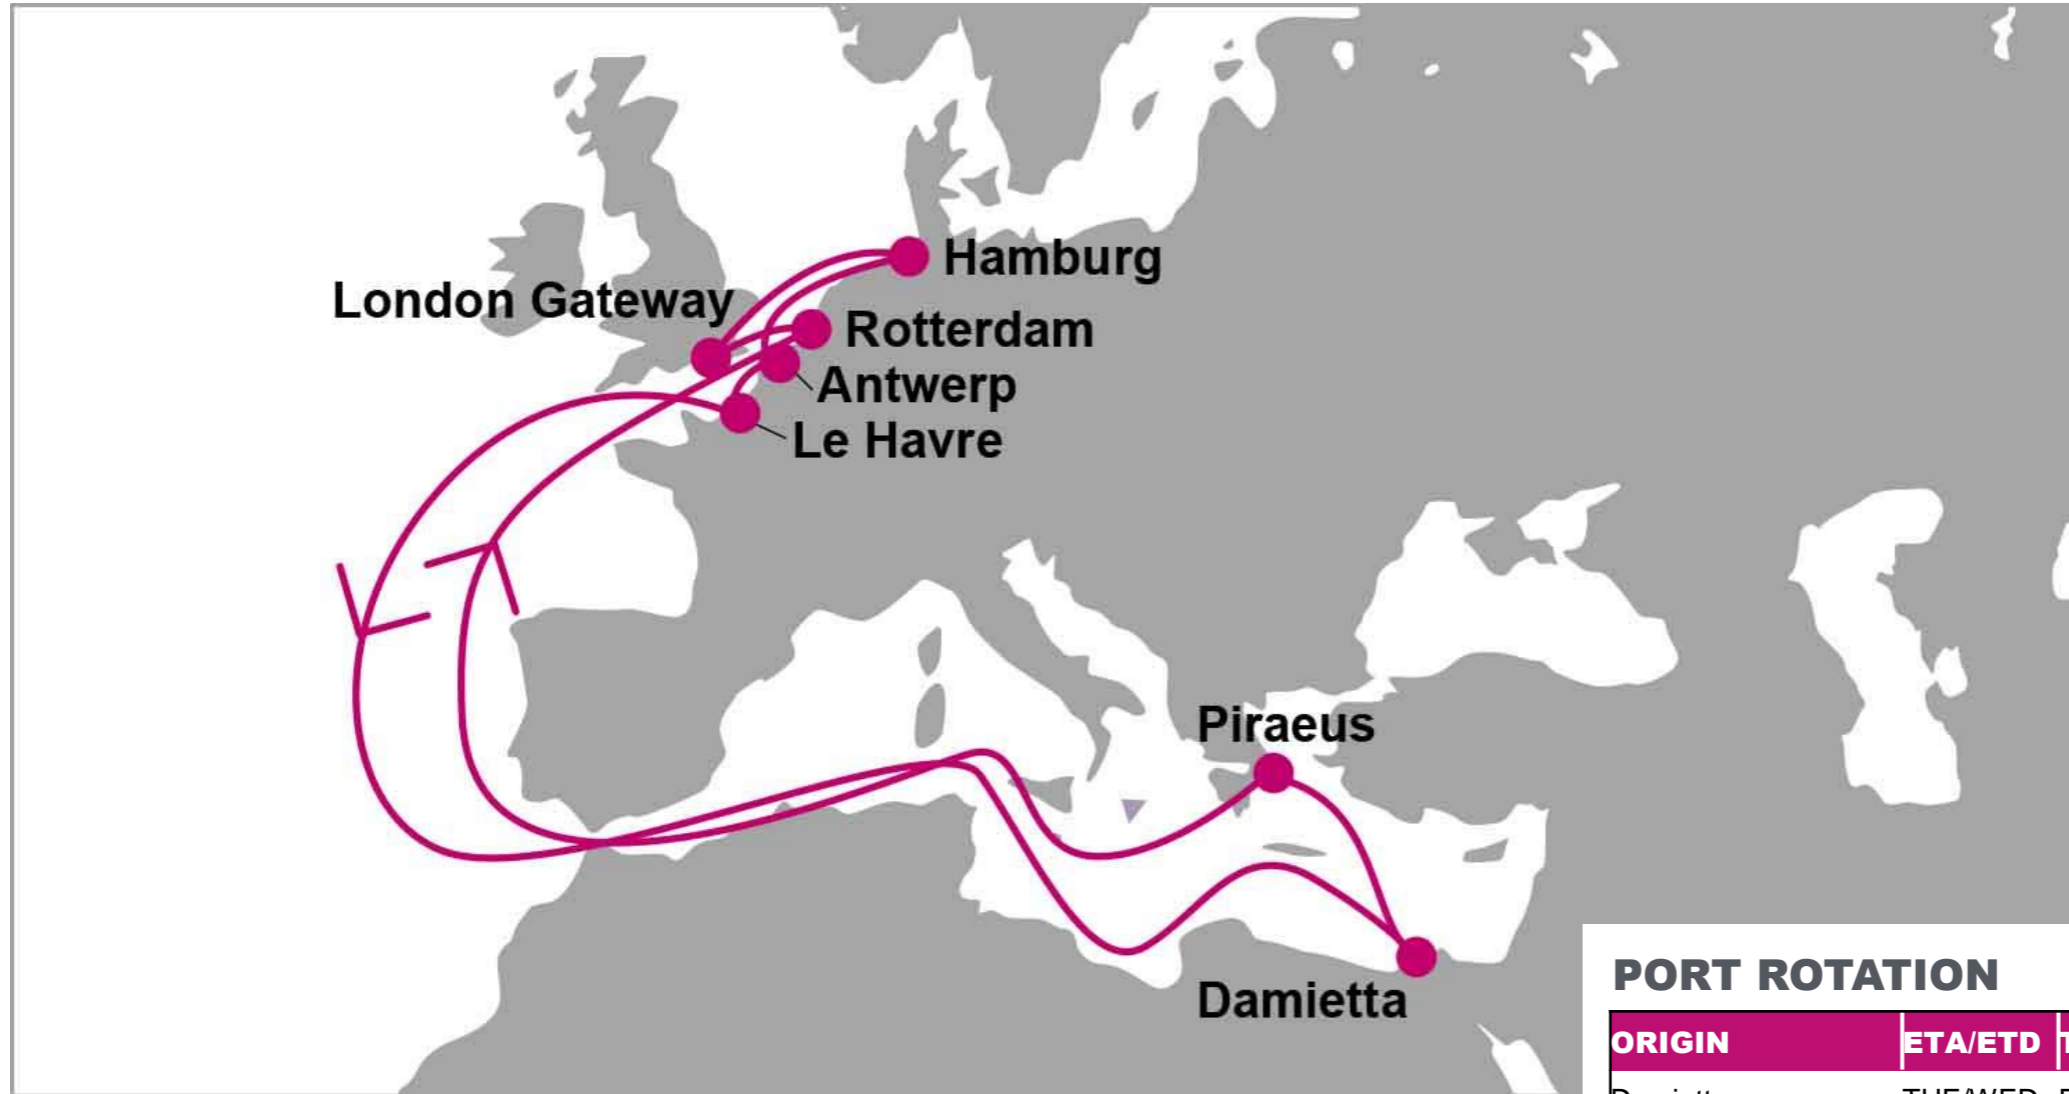 Hamburg
London Gateway
Rotterdam
Antwerp
Le Havre
Piraeus
Damietta
PORT ROTATION
ORIGIN ETA/ETD